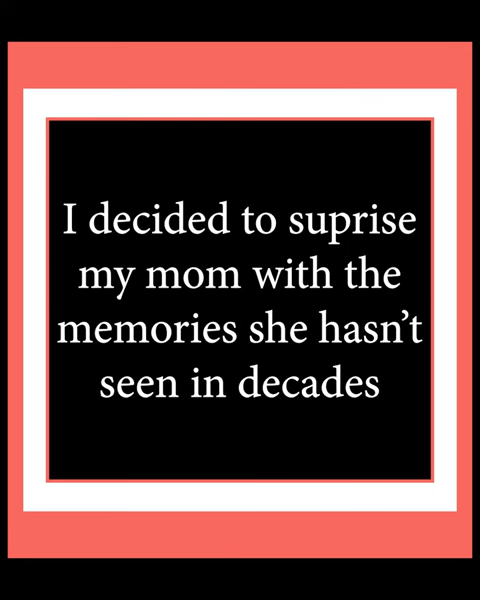 I decided to suprise
my mom with the
memories she hasn’t
seen in decades